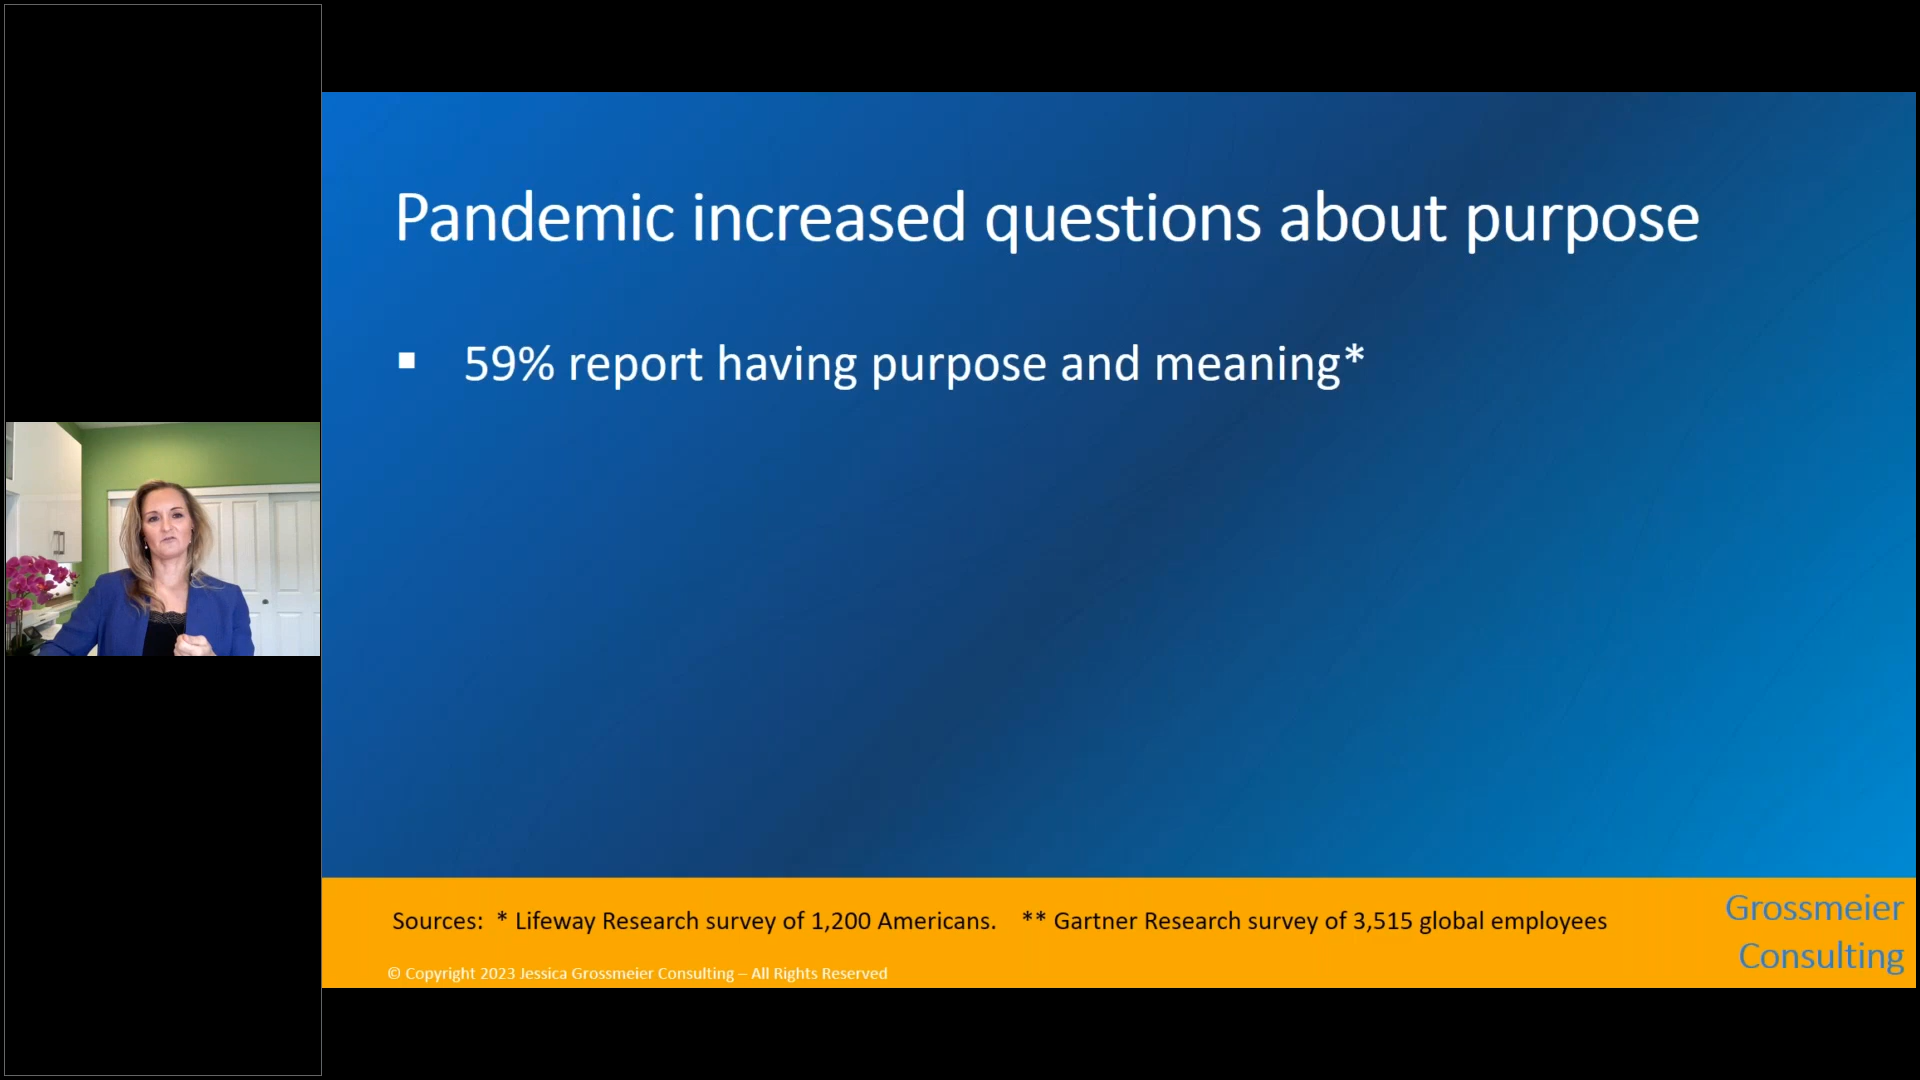 Pandemic increased questions about purpose
▪ 59% report having purpose and meaning*
Sources: * Lifeway Research survey of 1,200 Americans. ** Gartner Research survey of 3,515 global employees
© Copyright 2023 Jessica Grossmeier Consulting – All Rights Reserved
Grossmeier
Consulting